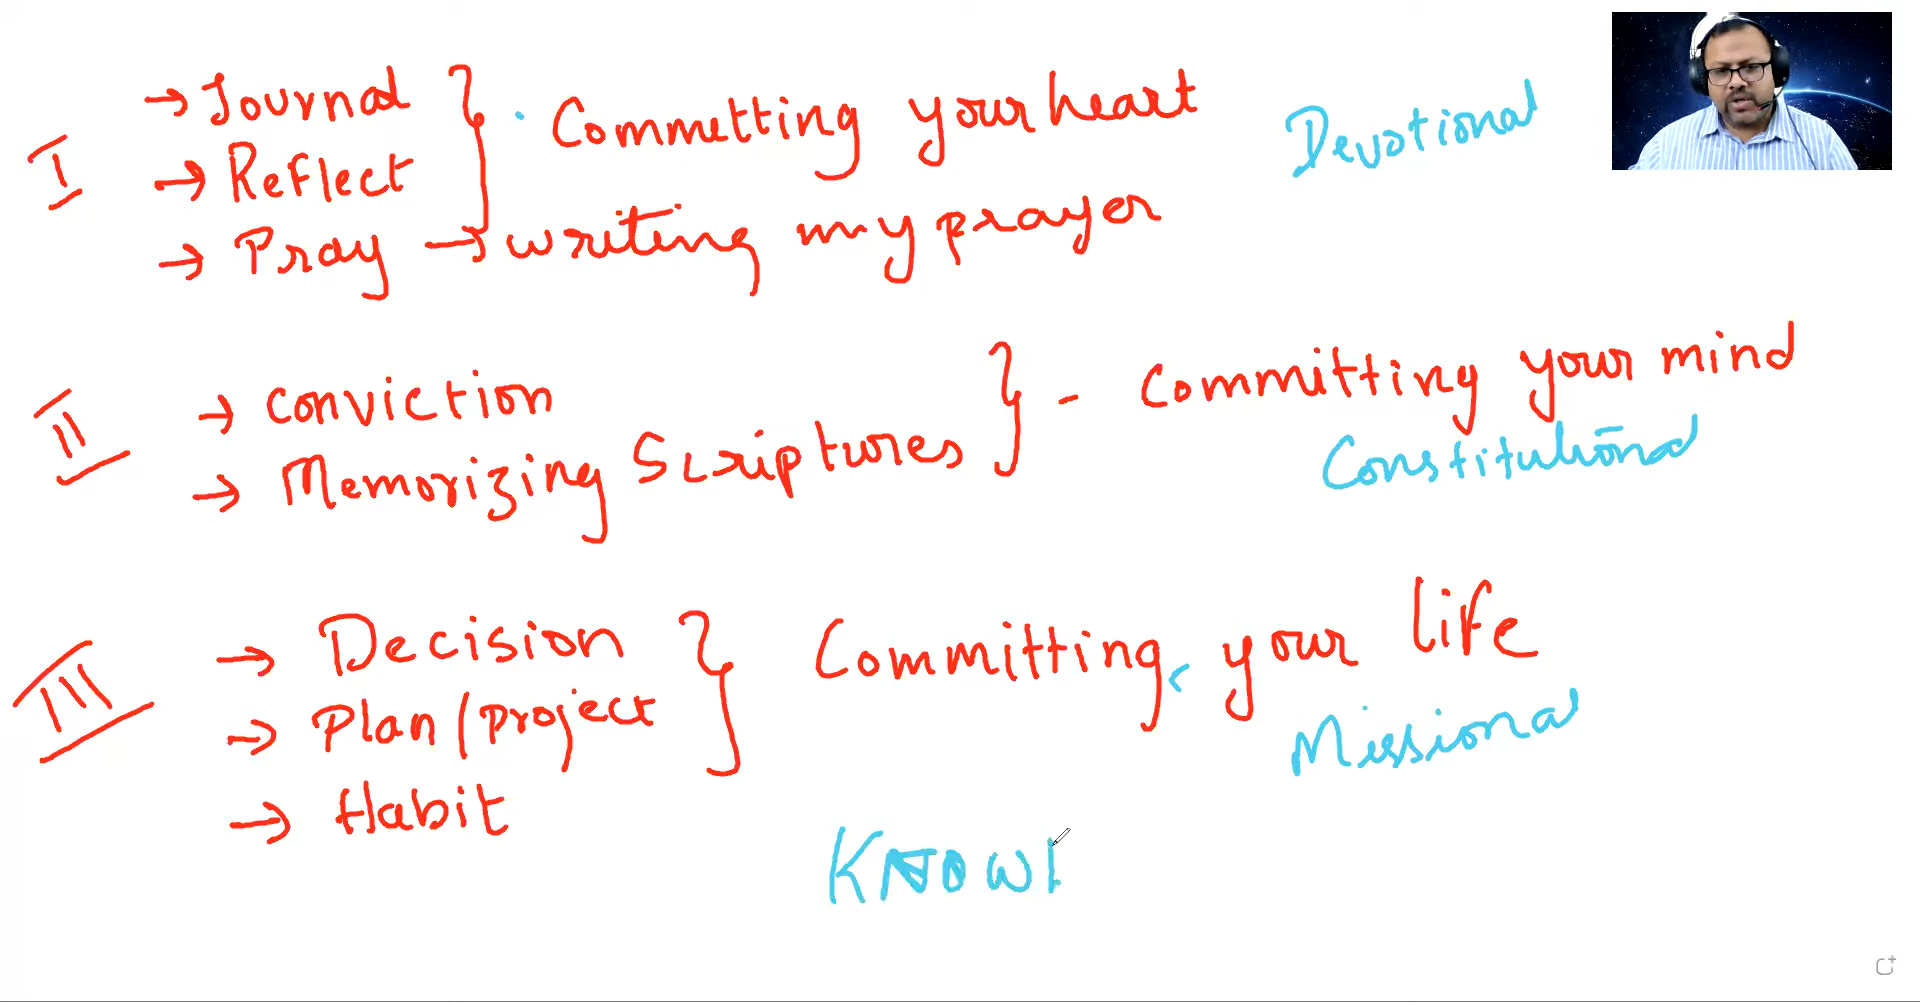 I
→ Journal
→ Reflect
→ Pray → writing my prayer
Commetting your heart
Devotional
II
→ Conviction
→ Memorizing Scriptures
- Committing your mind
Constitutional
III
→ Decision
→ Plan/Project
→ Habit
Committing your life
Missional
KNOWL